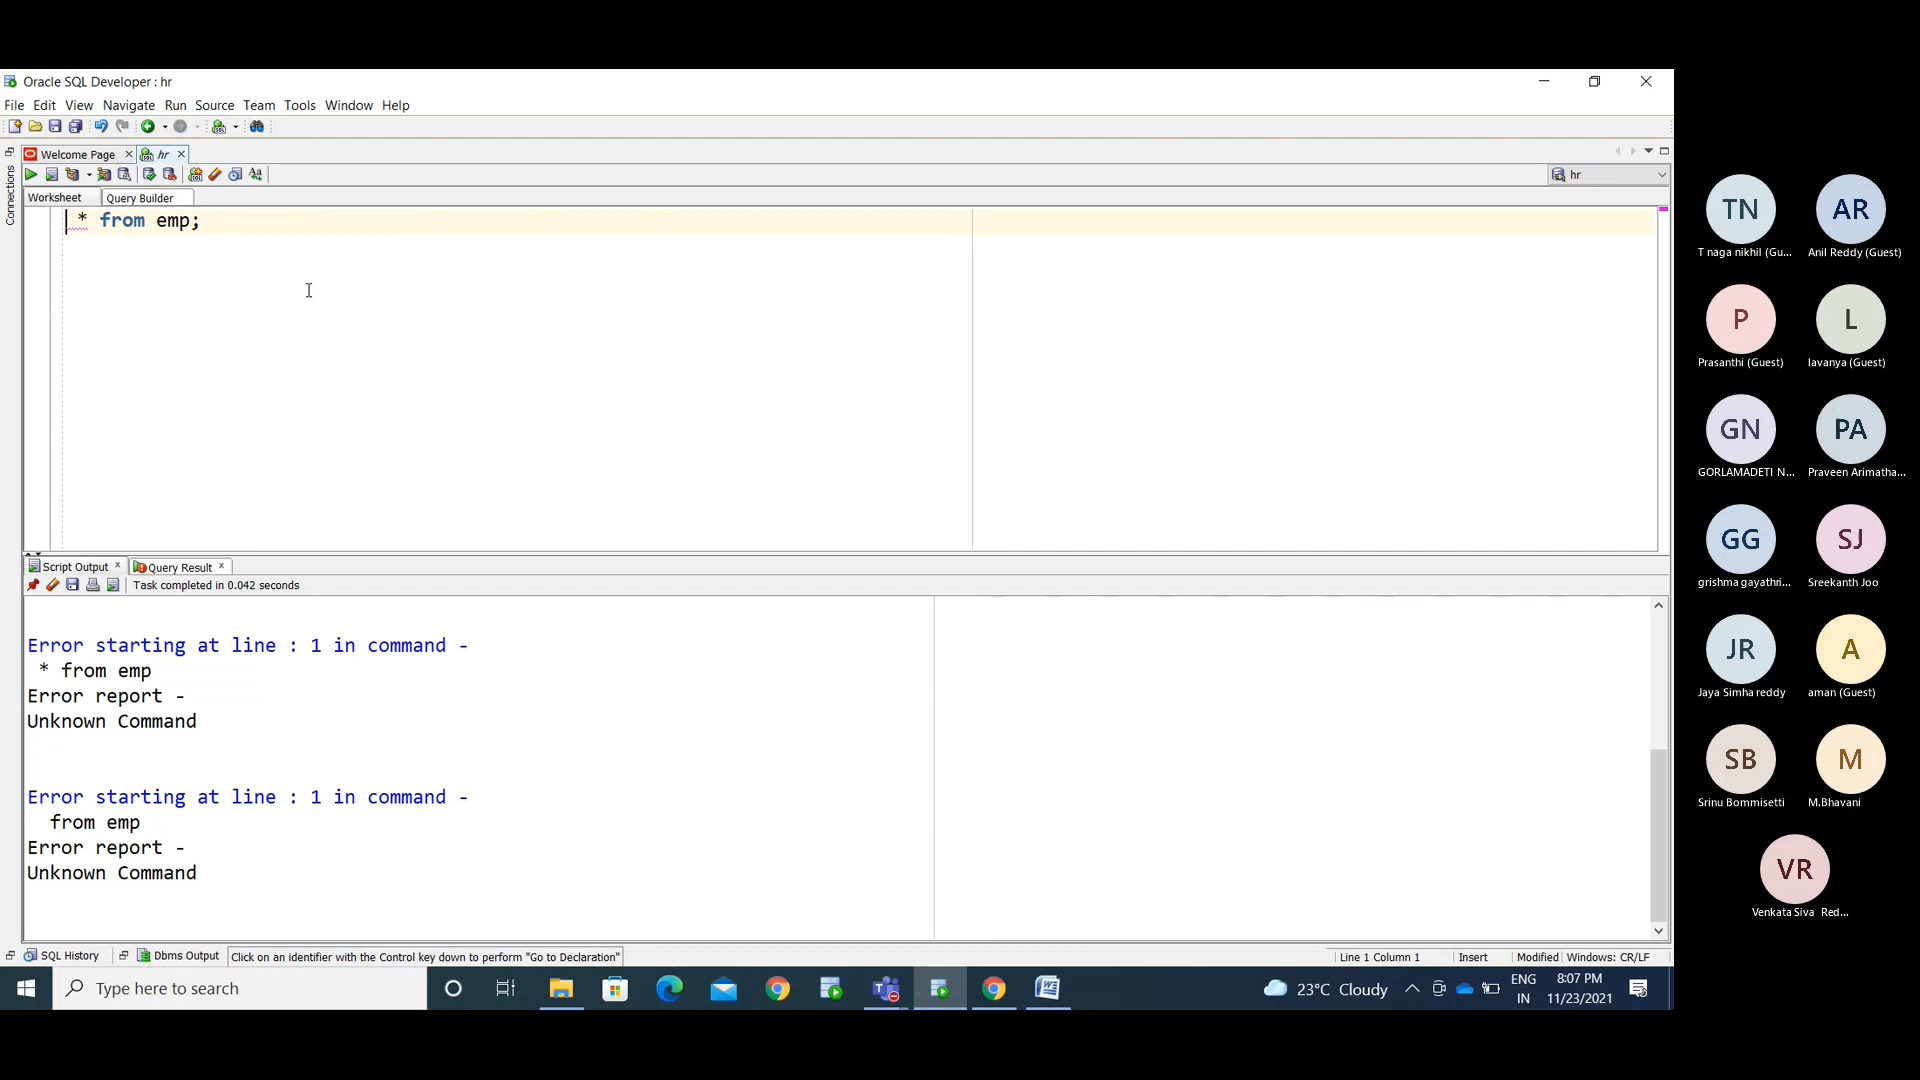 Oracle SQL Developer : hr
File Edit View Navigate Run Source Team Tools Window Help
Welcome Page hr
hr
Connections
Worksheet Query Builder
* from emp;
Script Output Query Result
Task completed in 0.042 seconds
Error starting at line : 1 in command -
* from emp
Error report -
Unknown Command
Error starting at line : 1 in command -
from emp
Error report -
Unknown Command
SQL History Dbms Output Click on an identifier with the Control key down to perform "Go to Declaration"
Line 1 Column 1 Insert Modified Windows: CR/LF
Type here to search
23°C Cloudy
ENG
IN
8:07 PM
11/23/2021
TN AR
T naga nikhil (Gu... Anil Reddy (Guest)
P L
Prasanthi (Guest) lavanya (Guest)
GN PA
GORLAMADETI N... Praveen Arimatha...
GG SJ
grishma gayathri... Sreekanth Joo
JR A
Jaya Simha reddy aman (Guest)
SB M
Srinu Bommisetti M.Bhavani
VR
Venkata Siva Red...